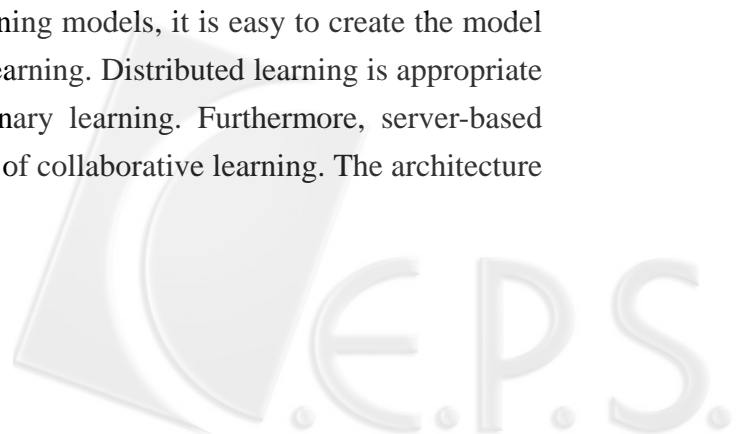 ning models, it is easy to create the model
earning. Distributed learning is appropriate
nary learning. Furthermore, server-based
of collaborative learning. The architecture
C.E.P.S.